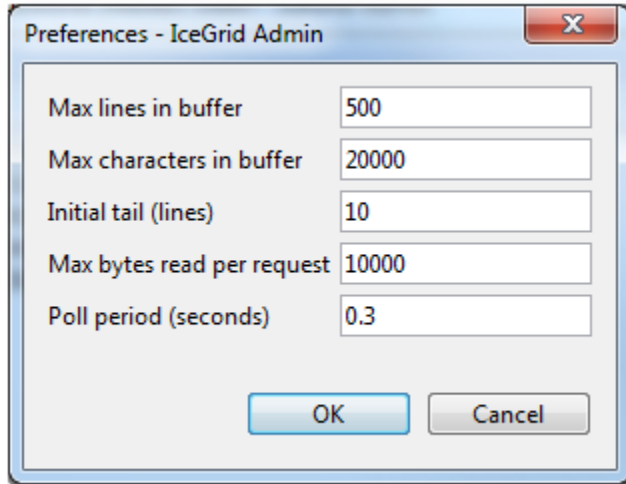 Preferences - IceGrid Admin
Max lines in buffer 500
Max characters in buffer 20000
Initial tail (lines) 10
Max bytes read per request 10000
Poll period (seconds) 0.3
OK Cancel